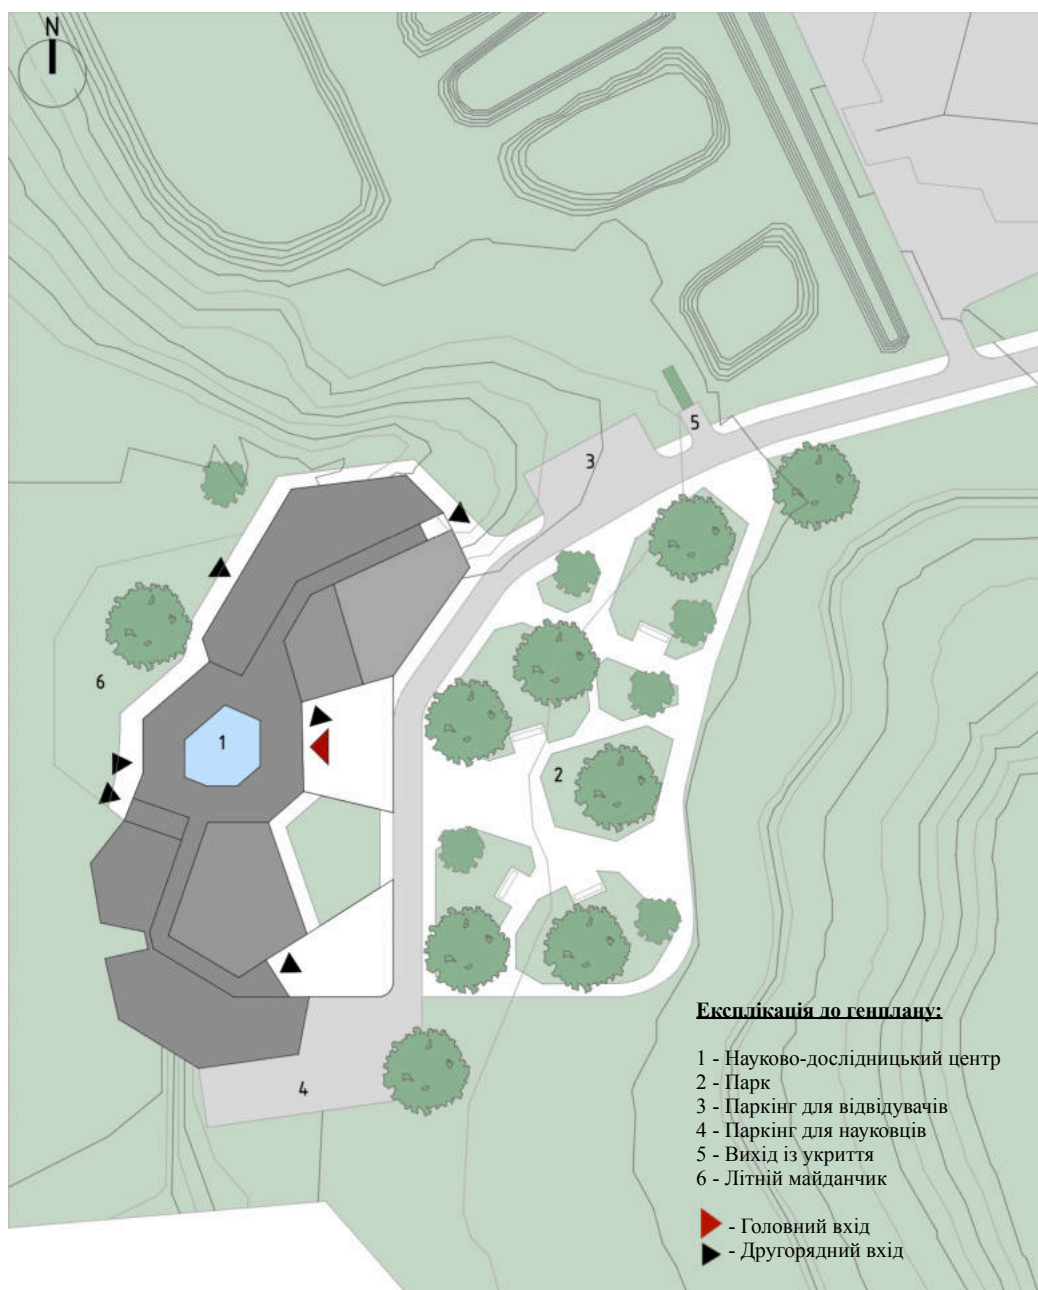 N
5
3
6
1
2
4
Експлікація до генплану:
1 - Науково-дослідницький центр
2 - Парк
3 - Паркінг для відвідувачів
4 - Паркінг для науковців
5 - Вихід із укриття
6 - Літній майданчик
- Головний вхід
- Другорядний вхід